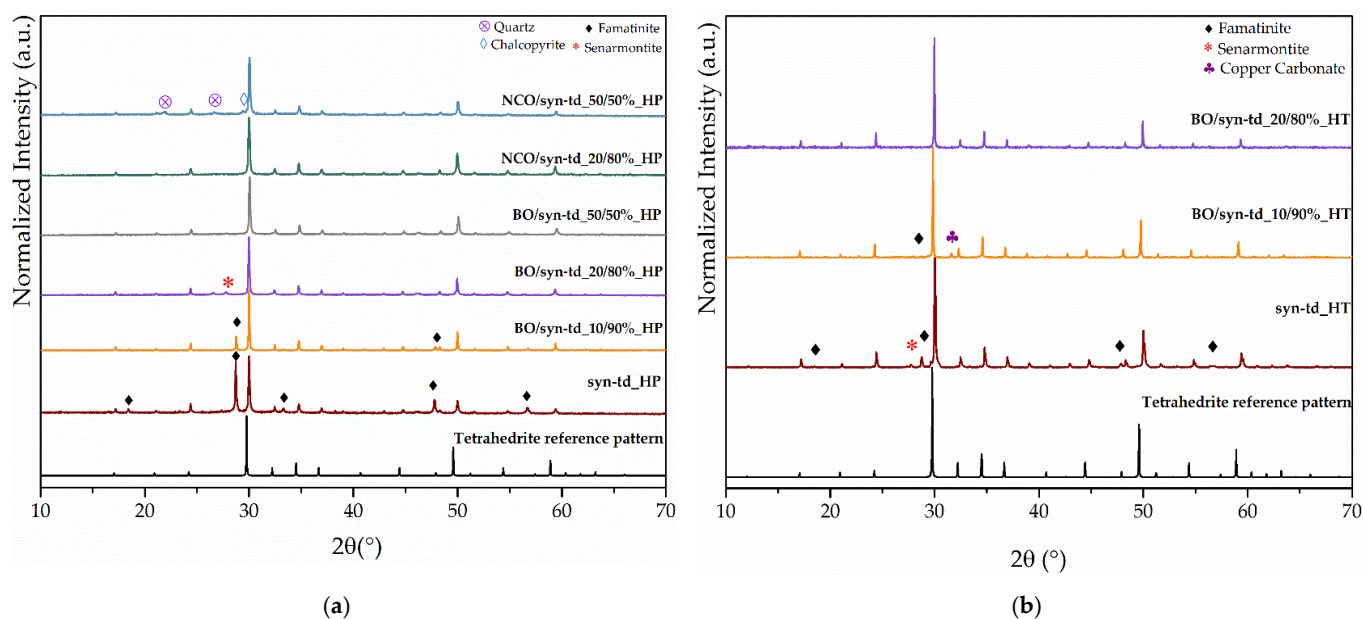 Normalized Intensity (a.u.)
Quartz
Famatinite
Chalcopyrite
Senarmontite
NCO/syn-td_50/50%_HP
NCO/syn-td_20/80%_HP
BO/syn-td_50/50%_HP
BO/syn-td_20/80%_HP
BO/syn-td_10/90%_HP
syn-td_HP
Tetrahedrite reference pattern
10 20 30 40 50 60 70
2θ(°)
(a)
Normalized Intensity (a.u.)
Famatinite
Senarmontite
Copper Carbonate
BO/syn-td_20/80%_HT
BO/syn-td_10/90%_HT
syn-td_HT
Tetrahedrite reference pattern
10 20 30 40 50 60 70
2θ (°)
(b)